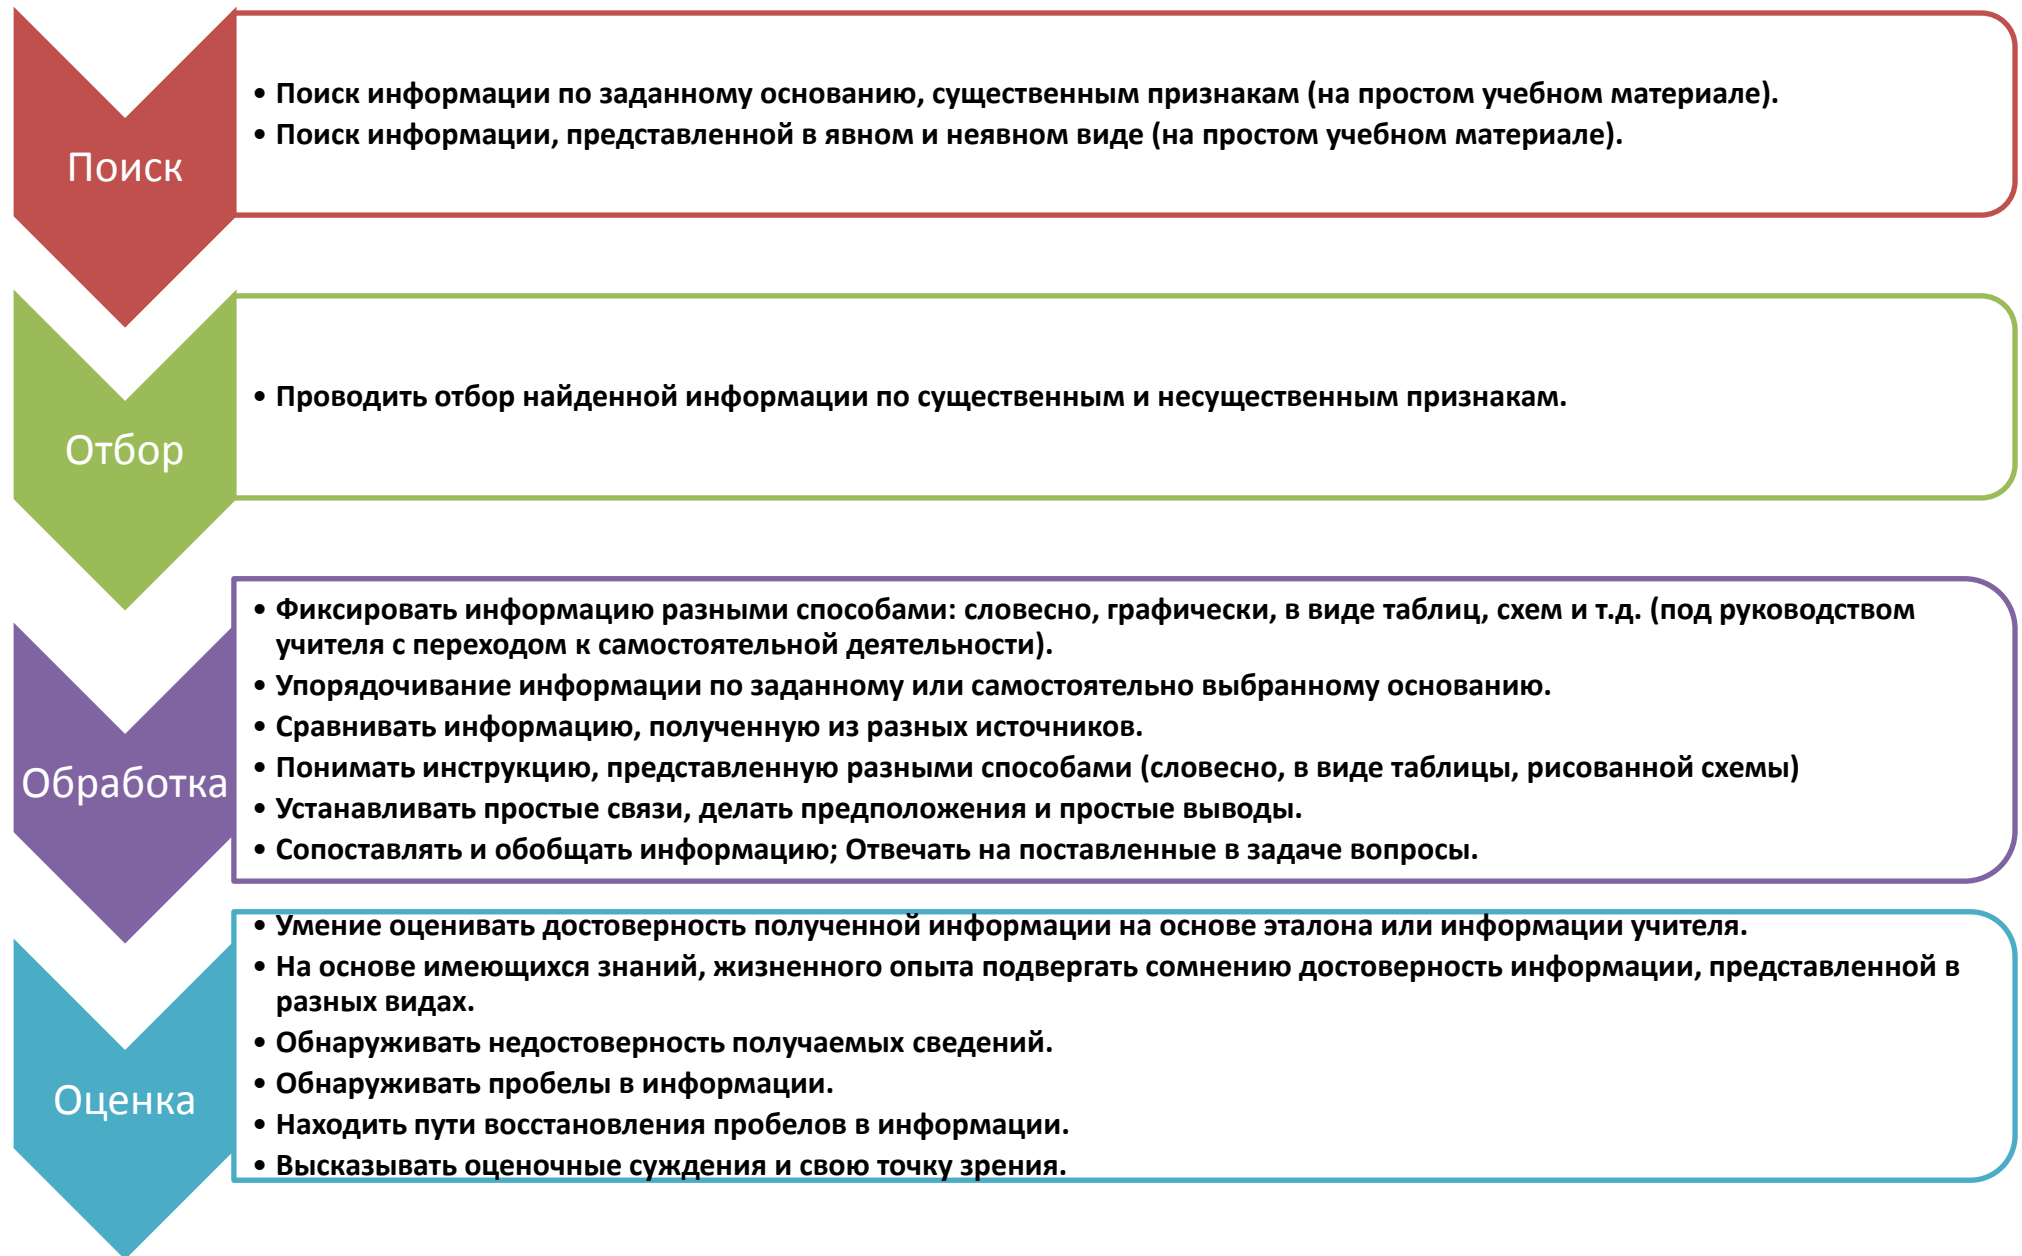 Поиск
• Поиск информации по заданному основанию, существенным признакам (на простом учебном материале).
• Поиск информации, представленной в явном и неявном виде (на простом учебном материале).
Отбор
• Проводить отбор найденной информации по существенным и несущественным признакам.
Обработка
• Фиксировать информацию разными способами: словесно, графически, в виде таблиц, схем и т.д. (под руководством
учителя с переходом к самостоятельной деятельности).
• Упорядочивание информации по заданному или самостоятельно выбранному основанию.
• Сравнивать информацию, полученную из разных источников.
• Понимать инструкцию, представленную разными способами (словесно, в виде таблицы, рисованной схемы)
• Устанавливать простые связи, делать предположения и простые выводы.
• Сопоставлять и обобщать информацию; Отвечать на поставленные в задаче вопросы.
Оценка
• Умение оценивать достоверность полученной информации на основе эталона или информации учителя.
• На основе имеющихся знаний, жизненного опыта подвергать сомнению достоверность информации, представленной в
разных видах.
• Обнаруживать недостоверность получаемых сведений.
• Обнаруживать пробелы в информации.
• Находить пути восстановления пробелов в информации.
• Высказывать оценочные суждения и свою точку зрения.